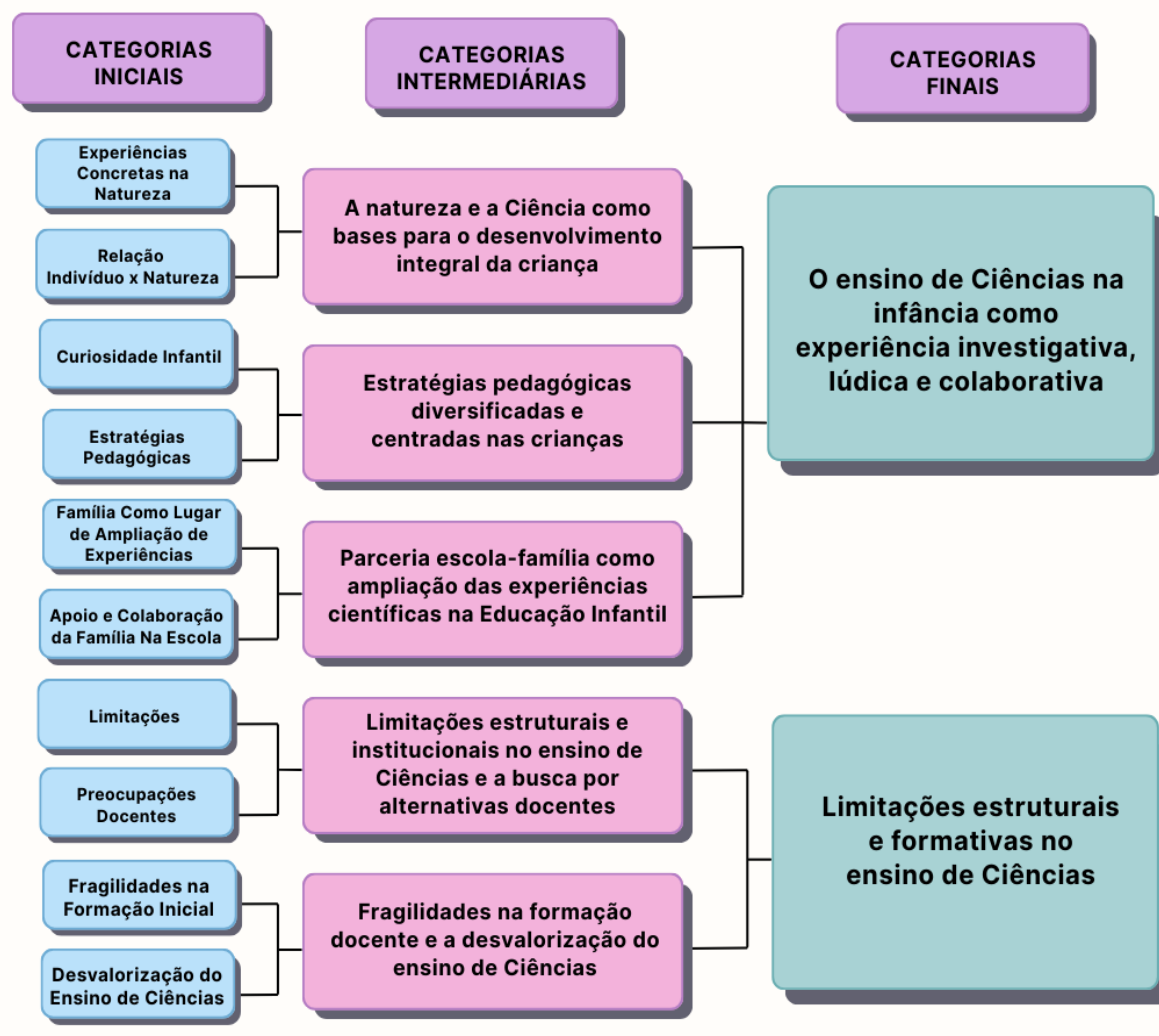 CATEGORIAS
INICIAIS
CATEGORIAS
INTERMEDIÁRIAS
CATEGORIAS
FINAIS
Experiências
Concretas na
Natureza
Relação
Indivíduo x Natureza
Curiosidade Infantil
Estratégias
Pedagógicas
Família Como Lugar
de Ampliação de
Experiências
Apoio e Colaboração
da Família Na Escola
Limitações
Preocupações
Docentes
Fragilidades na
Formação Inicial
Desvalorização do
Ensino de Ciências
A natureza e a Ciência como
bases para o desenvolvimento
integral da criança
Estratégias pedagógicas
diversificadas e
centradas nas crianças
Parceria escola-família como
ampliação das experiências
científicas na Educação Infantil
Limitações estruturais e
institucionais no ensino de
Ciências e a busca por
alternativas docentes
Fragilidades na formação
docente e a desvalorização do
ensino de Ciências
O ensino de Ciências na
infância como
experiência investigativa,
lúdica e colaborativa
Limitações estruturais
e formativas no
ensino de Ciências